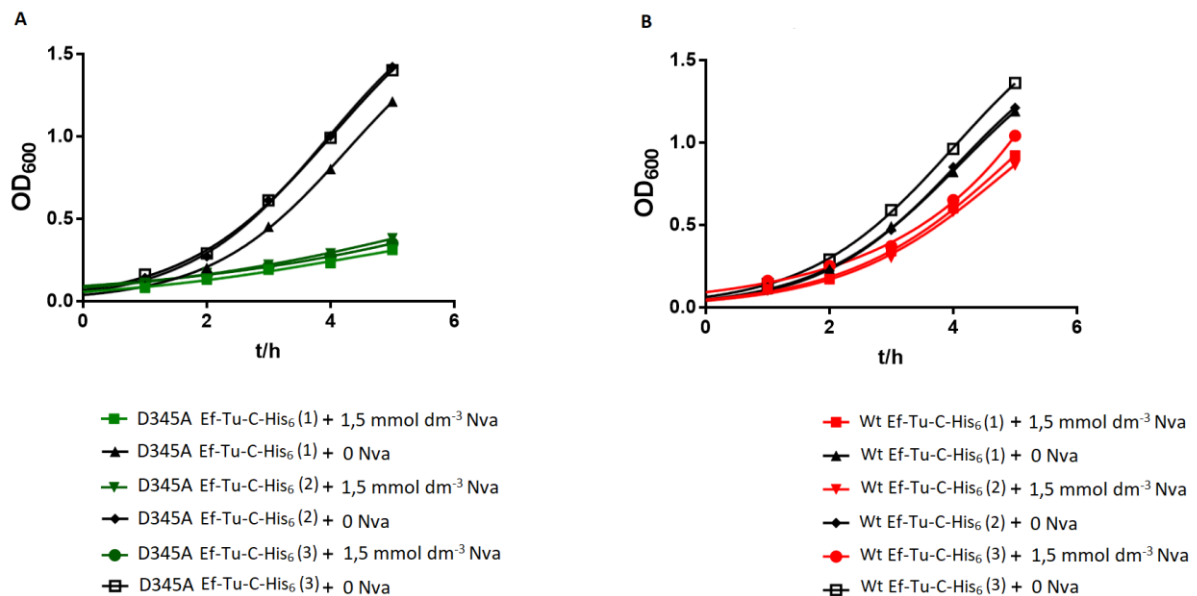 A
OD600
1.5
1.0
0.5
0.0
0 2 4 6
t/h
D345A Ef-Tu-C-His6 (1) + 1,5 mmol dm-3 Nva
D345A Ef-Tu-C-His6 (1) + 0 Nva
D345A Ef-Tu-C-His6 (2) + 1,5 mmol dm-3 Nva
D345A Ef-Tu-C-His6 (2) + 0 Nva
D345A Ef-Tu-C-His6 (3) + 1,5 mmol dm-3 Nva
D345A Ef-Tu-C-His6 (3) + 0 Nva
B
OD600
1.5
1.0
0.5
0.0
0 2 4 6
t/h
Wt Ef-Tu-C-His6 (1) + 1,5 mmol dm-3 Nva
Wt Ef-Tu-C-His6 (1) + 0 Nva
Wt Ef-Tu-C-His6 (2) + 1,5 mmol dm-3 Nva
Wt Ef-Tu-C-His6 (2) + 0 Nva
Wt Ef-Tu-C-His6 (3) + 1,5 mmol dm-3 Nva
Wt Ef-Tu-C-His6 (3) + 0 Nva